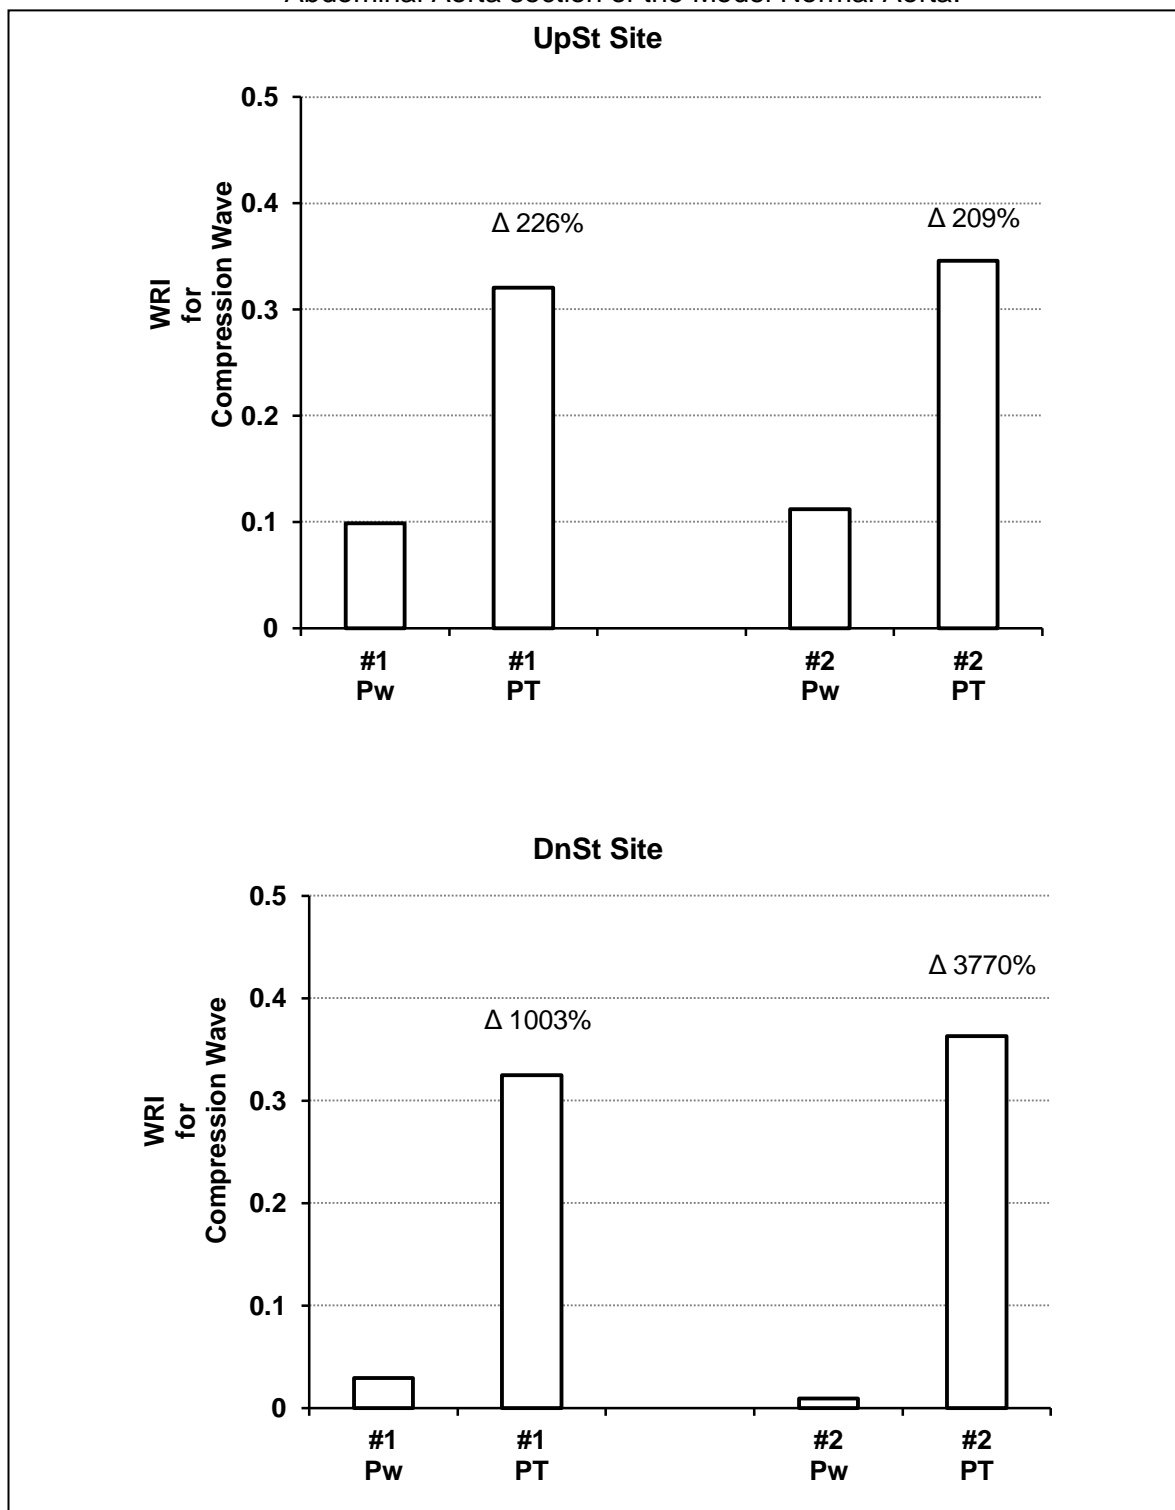 Abdominal Aorta section of the Model Normal Aorta.
UpSt Site
0.5
0.4
0.3
0.2
0.1
0
WRI
for
Compression Wave
Δ 226%
Δ 209%
#1
Pw
#1
PT
#2
Pw
#2
PT
DnSt Site
0.5
0.4
0.3
0.2
0.1
0
WRI
for
Compression Wave
Δ 1003%
Δ 3770%
#1
Pw
#1
PT
#2
Pw
#2
PT